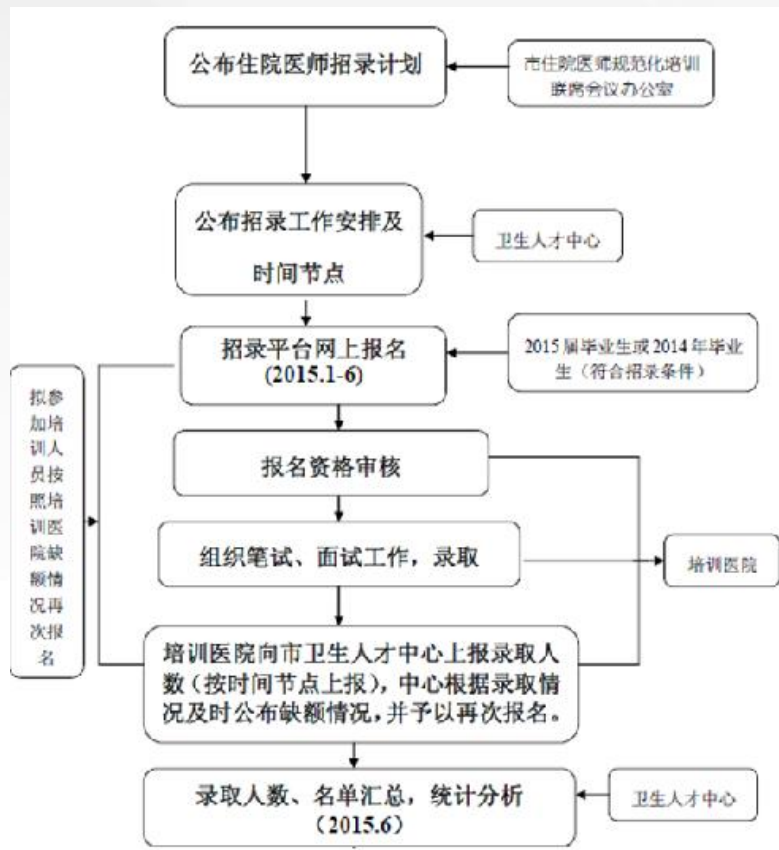 公布住院医师招录计划
市住院医师规范化培训
联席会议办公室
公布招录工作安排及
时间节点
卫生人才中心
招录平台网上报名
(2015.1-6)
2015届毕业生或2014年毕业
生（符合招录条件）
拟参
加培
训人
员按
照培
训医
院缺
额情
况再
次报
名
报名资格审核
组织笔试、面试工作，录取
培训医院
培训医院向市卫生人才中心上报录取人
数（按时间节点上报），中心根据录取情
况及时公布缺额情况，并予以再次报名。
录取人数、名单汇总，统计分析
（2015.6）
卫生人才中心